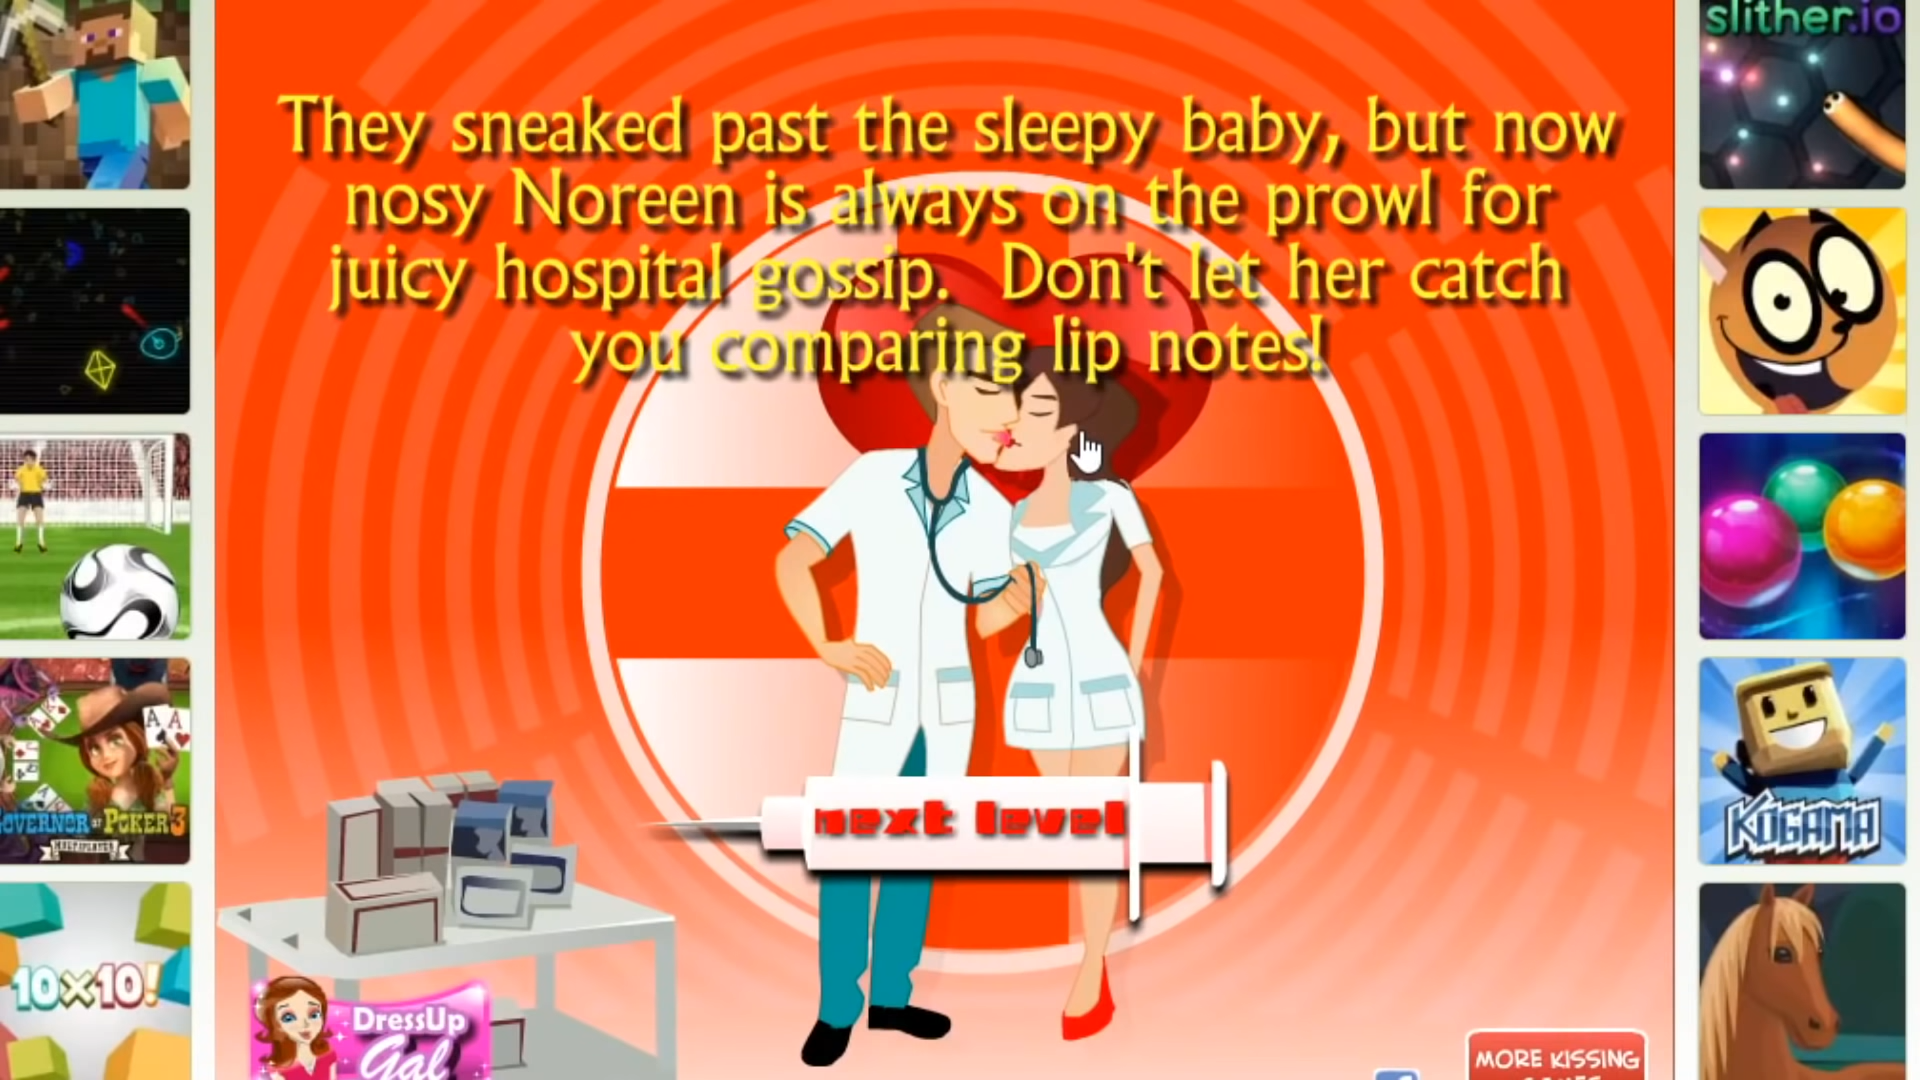 slither.io
They sneaked past the sleepy baby, but now
nosy Noreen is always on the prowl for
juicy hospital gossip. Don't let her catch
you comparing lip notes!
next level
GOVERNOR OF POKER 3
MULTIPLAYER
KOGAMA
10x10!
DressUp
Gal
MORE KISSING